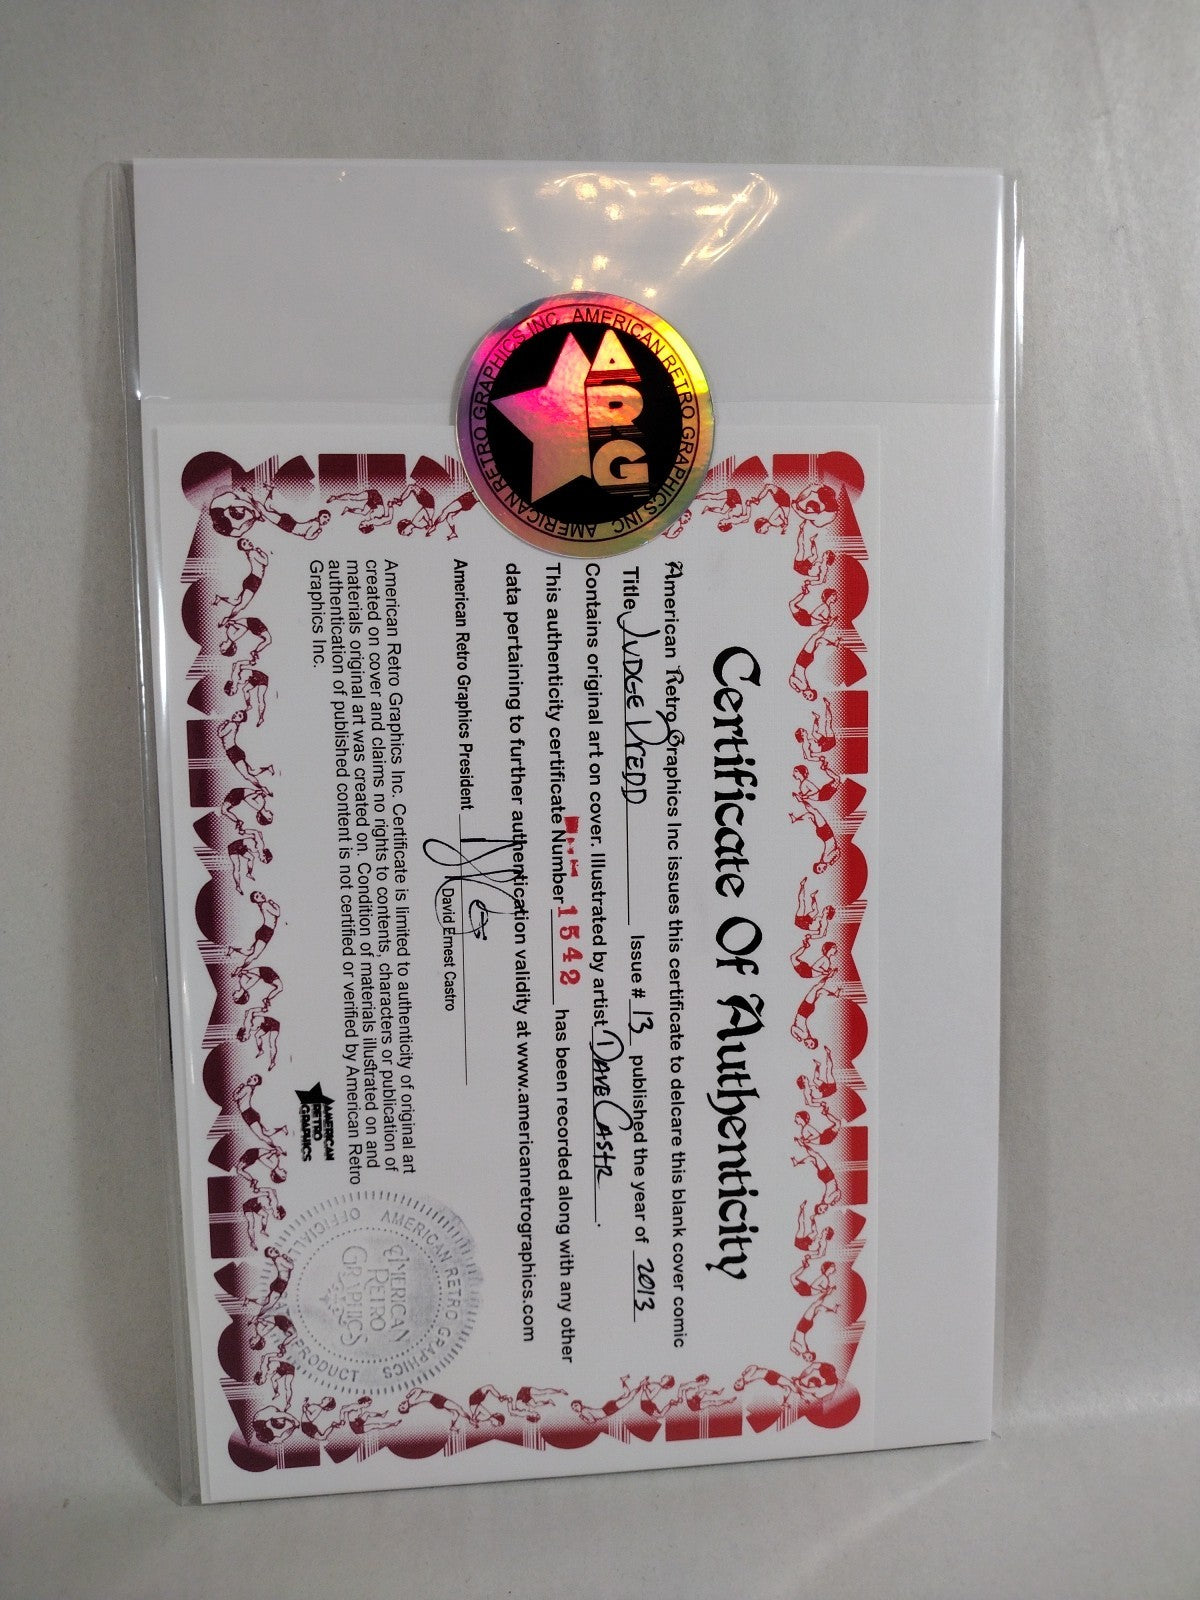 AMERICAN RETRO GRAPHICS INC. AMERICAN RETRO GRAPHICS INC.
ARG
Certificate Of Authenticity
American Retro Graphics Inc issues this certificate to delcare this blank cover comic
Title JUDGE DREDD Issue # 13 published the year of 2013
Contains original art on cover. Illustrated by artist DAVE CASTR.
This authenticity certificate Number 1542 has been recorded along with any other
data pertaining to further authentication validity at www.americanretrographics.com
American Retro Graphics President
David Ernest Castro
American Retro Graphics Inc. Certificate is limited to authenticity of original art
created on cover and claims no rights to contents, characters or publication of
materials original art was created on. Condition of materials illustrated on and
authentication of published content is not certified or verified by American Retro
Graphics Inc.
AMERICAN
RETRO
GRAPHICS
AMERICAN RETRO GRAPHICS
AMERICAN
RETRO
GRAPHICS
PRODUCT